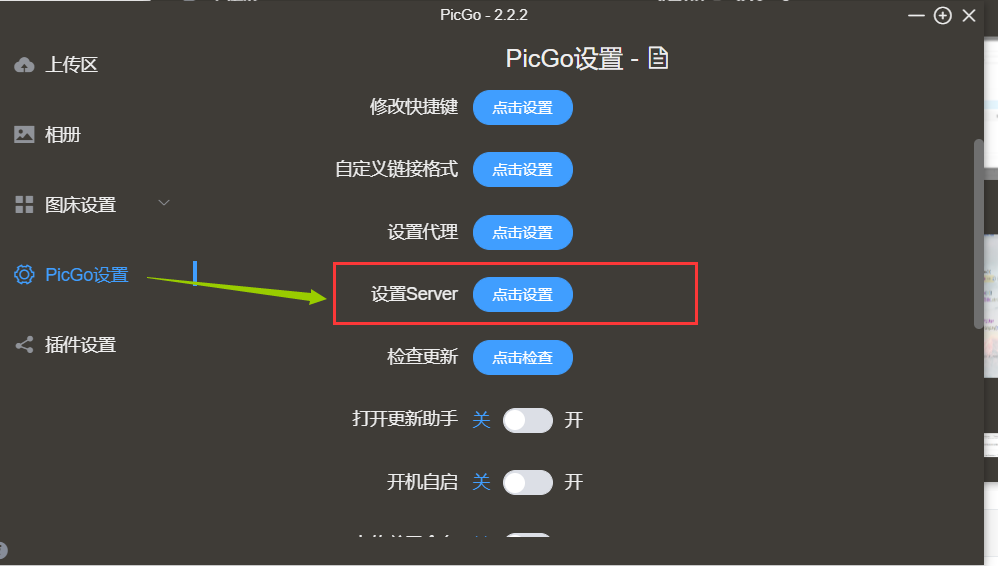 PicGo - 2.2.2
上传区
相册
图床设置
PicGo设置
插件设置
PicGo设置 -
修改快捷键 点击设置
自定义链接格式 点击设置
设置代理 点击设置
设置Server 点击设置
检查更新 点击检查
打开更新助手 关 开
开机自启 关 开